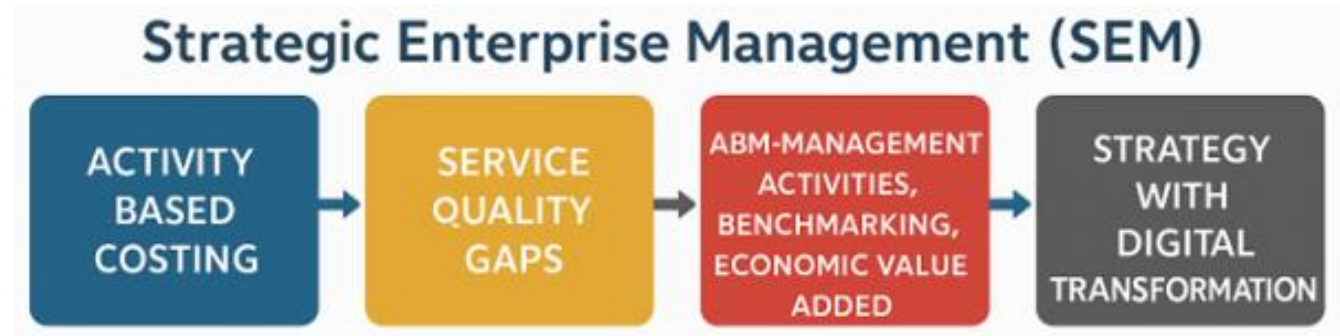 Strategic Enterprise Management (SEM)
ACTIVITY
BASED
COSTING
SERVICE
QUALITY
GAPS
ABM-MANAGEMENT
ACTIVITIES,
BENCHMARKING,
ECONOMIC VALUE
ADDED
STRATEGY
WITH
DIGITAL
TRANSFORMATION